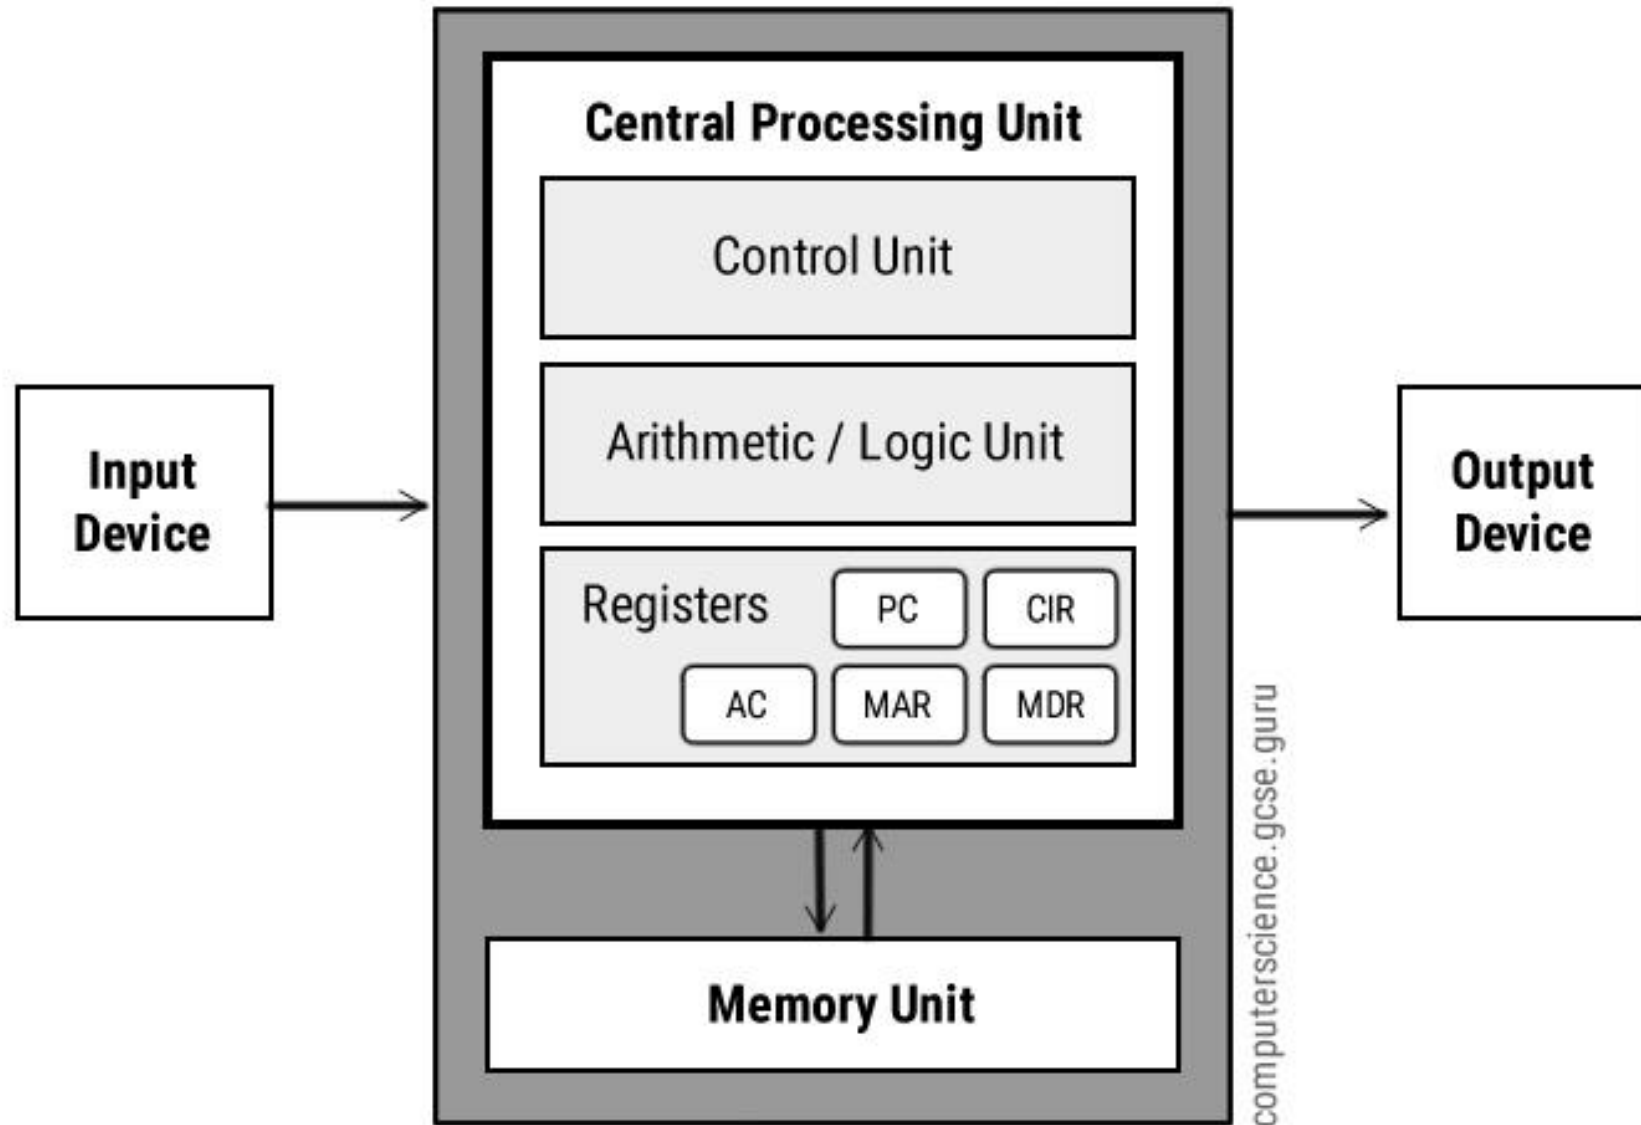 Central Processing Unit
Control Unit
Arithmetic / Logic Unit
Input
Device
Output
Device
Registers
PC
CIR
AC
MAR
MDR
Memory Unit
computerscience.gcse.guru